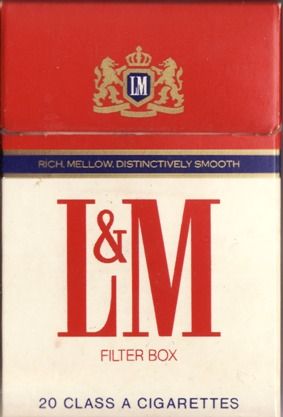 LM
RICH, MELLOW, DISTINCTIVELY SMOOTH
L&M
FILTER BOX
20 CLASS A CIGARETTES